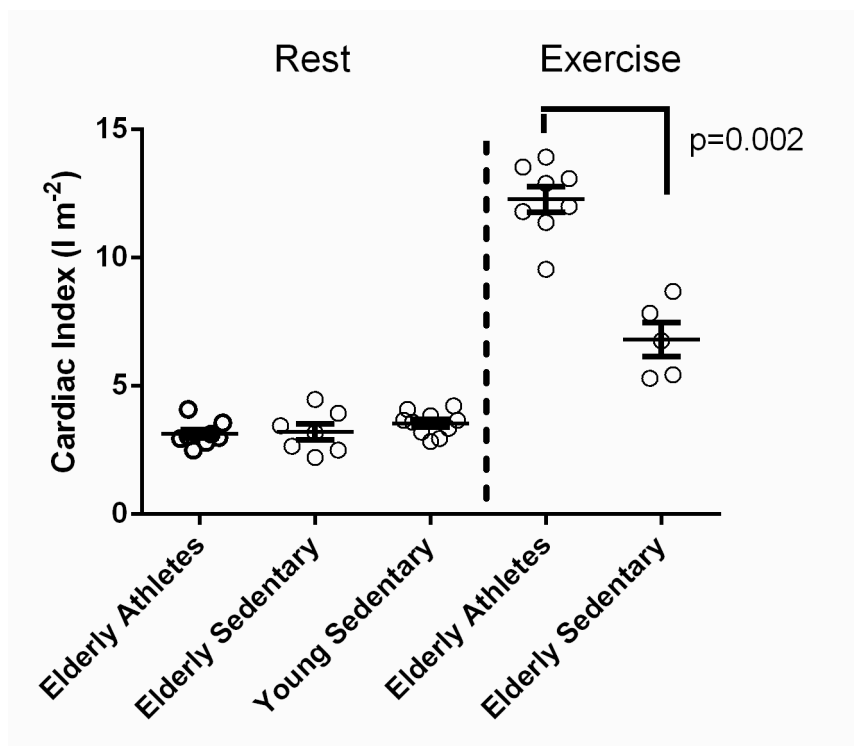 Rest
Exercise
p=0.002
15
10
5
0
Cardiac Index (l m-2)
Elderly Athletes
Elderly Sedentary
Young Sedentary
Elderly Athletes
Elderly Sedentary